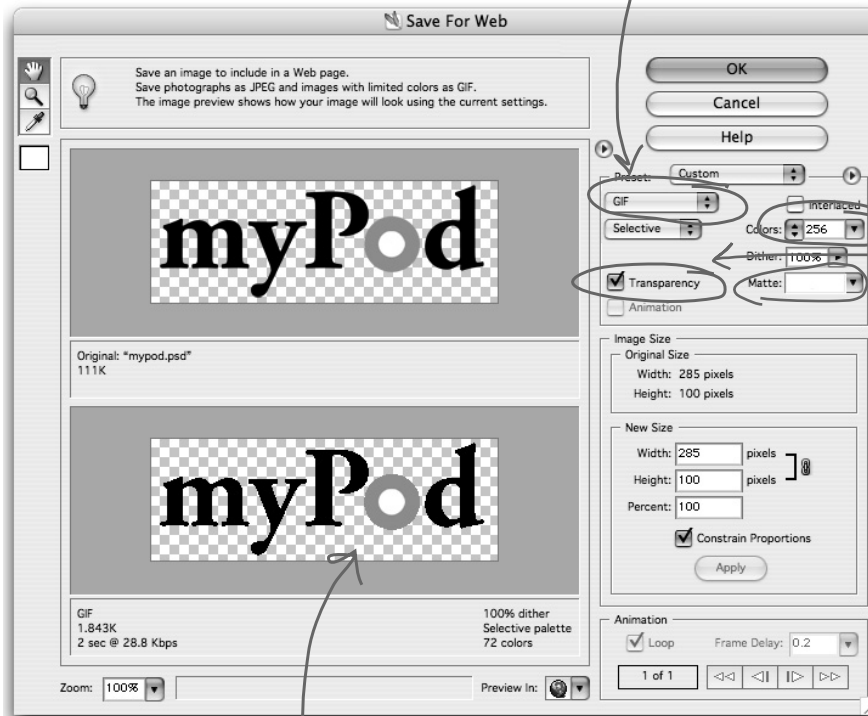 Save For Web
Save an image to include in a Web page.
Save photographs as JPEG and images with limited colors as GIF.
The image preview shows how your image will look using the current settings.
OK
Cancel
Help
myPod
Original: "mypod.psd"
111K
myPod
GIF
1.843K
2 sec @ 28.8 Kbps
100% dither
Selective palette
72 colors
Zoom: 100%
Preview In:
Preset: Custom
GIF
Interlaced
Selective
Colors: 256
Dither: 100%
Transparency
Matte:
Animation
Image Size
Original Size
Width: 285 pixels
Height: 100 pixels
New Size
Width: 285 pixels
Height: 100 pixels
Percent: 100
Constrain Proportions
Apply
Animation
Loop
Frame Delay: 0.2
1 of 1